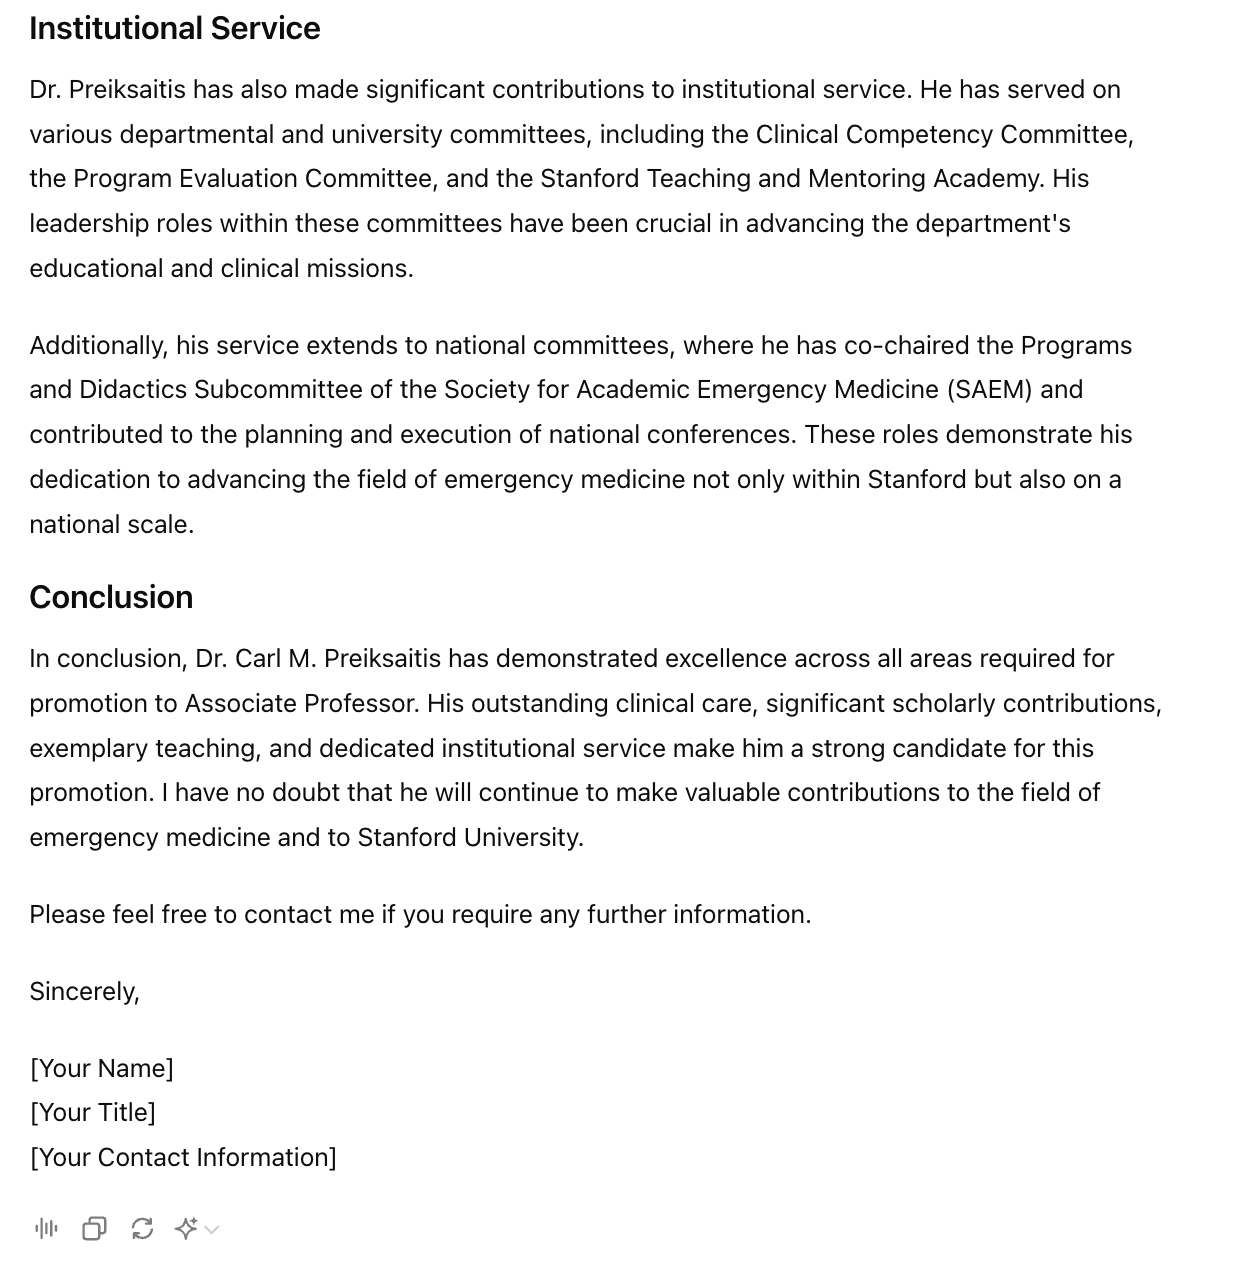 Institutional Service
Dr. Preiksaitis has also made significant contributions to institutional service. He has served on
various departmental and university committees, including the Clinical Competency Committee,
the Program Evaluation Committee, and the Stanford Teaching and Mentoring Academy. His
leadership roles within these committees have been crucial in advancing the department's
educational and clinical missions.
Additionally, his service extends to national committees, where he has co-chaired the Programs
and Didactics Subcommittee of the Society for Academic Emergency Medicine (SAEM) and
contributed to the planning and execution of national conferences. These roles demonstrate his
dedication to advancing the field of emergency medicine not only within Stanford but also on a
national scale.
Conclusion
In conclusion, Dr. Carl M. Preiksaitis has demonstrated excellence across all areas required for
promotion to Associate Professor. His outstanding clinical care, significant scholarly contributions,
exemplary teaching, and dedicated institutional service make him a strong candidate for this
promotion. I have no doubt that he will continue to make valuable contributions to the field of
emergency medicine and to Stanford University.
Please feel free to contact me if you require any further information.
Sincerely,
[Your Name]
[Your Title]
[Your Contact Information]